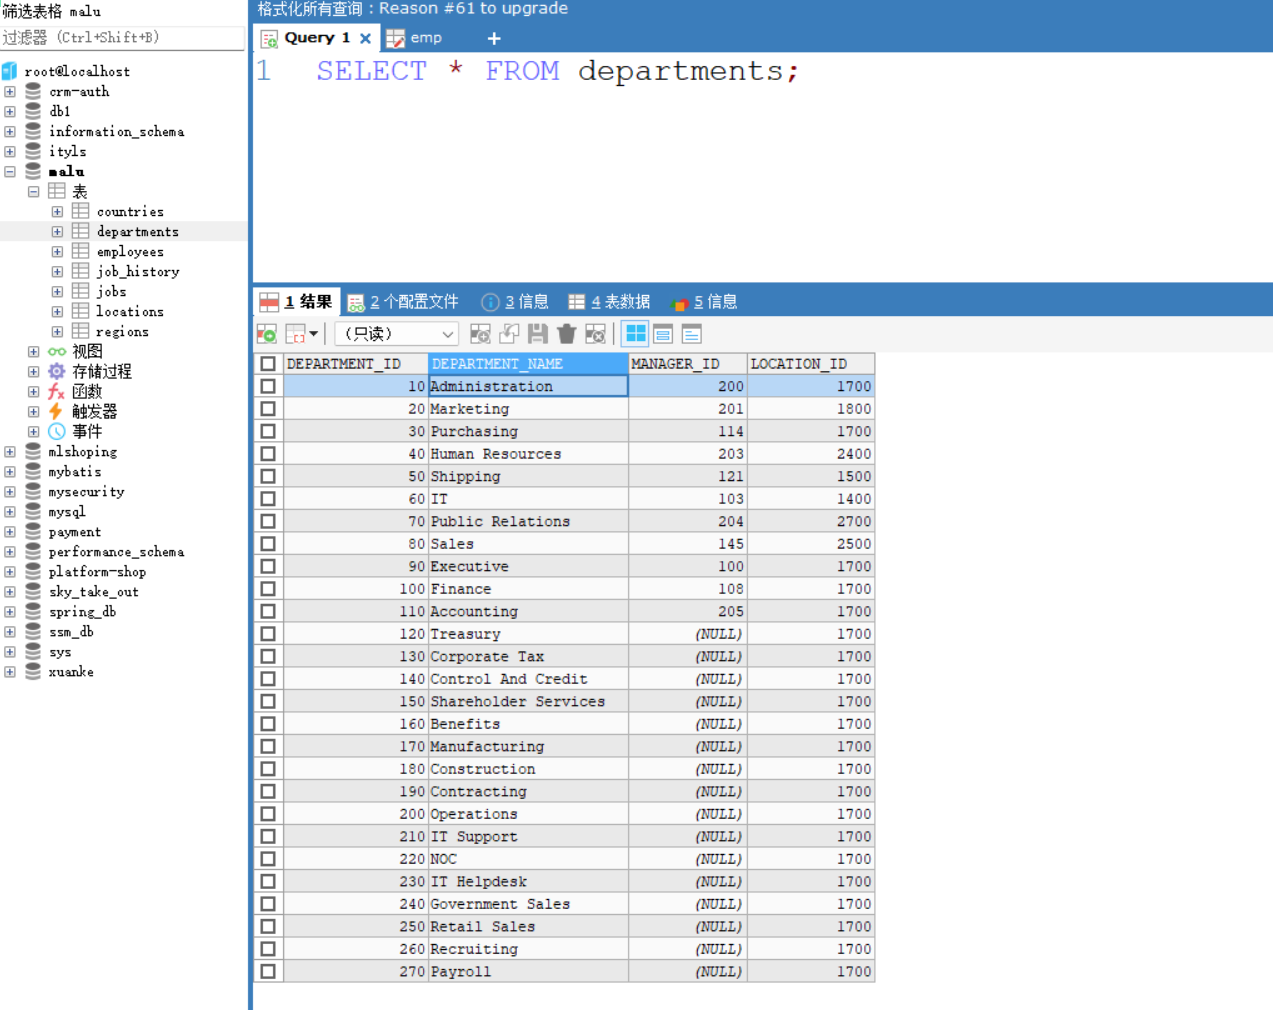 筛选表格 malu
过滤器 (Ctrl+Shift+B)
root@localhost
crm-auth
db1
information_schema
ityls
malu
表
countries
departments
employees
job_history
jobs
locations
regions
视图
存储过程
函数
触发器
事件
mlshoping
mybatis
mysecurity
mysql
payment
performance_schema
platform-shop
sky_take_out
spring_db
ssm_db
sys
xuanke
格式化所有查询：Reason #61 to upgrade
Query 1 × emp +
1 SELECT * FROM departments;
1 结果 2 个配置文件 3 信息 4 表数据 5 信息
（只读）
DEPARTMENT_ID DEPARTMENT_NAME MANAGER_ID LOCATION_ID
10 Administration 200 1700
20 Marketing 201 1800
30 Purchasing 114 1700
40 Human Resources 203 2400
50 Shipping 121 1500
60 IT 103 1400
70 Public Relations 204 2700
80 Sales 145 2500
90 Executive 100 1700
100 Finance 108 1700
110 Accounting 205 1700
120 Treasury (NULL) 1700
130 Corporate Tax (NULL) 1700
140 Control And Credit (NULL) 1700
150 Shareholder Services (NULL) 1700
160 Benefits (NULL) 1700
170 Manufacturing (NULL) 1700
180 Construction (NULL) 1700
190 Contracting (NULL) 1700
200 Operations (NULL) 1700
210 IT Support (NULL) 1700
220 NOC (NULL) 1700
230 IT Helpdesk (NULL) 1700
240 Government Sales (NULL) 1700
250 Retail Sales (NULL) 1700
260 Recruiting (NULL) 1700
270 Payroll (NULL) 1700